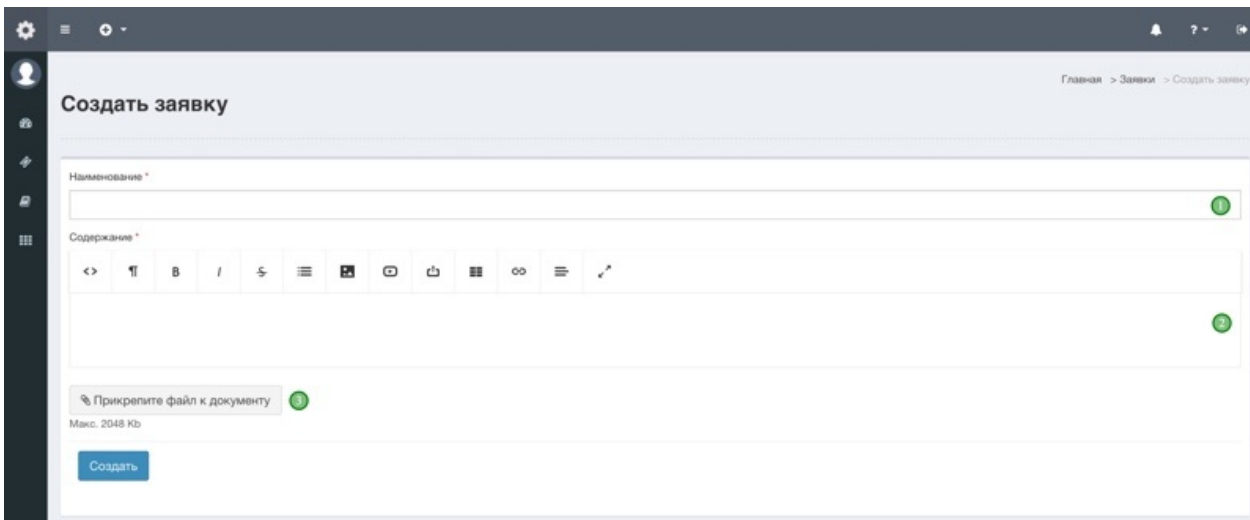 Главная > Заявки > Создать заявку
Создать заявку
Наименование *
1
Содержание *
B I S
2
Прикрепите файл к документу 3
Макс. 2048 Kb
Создать